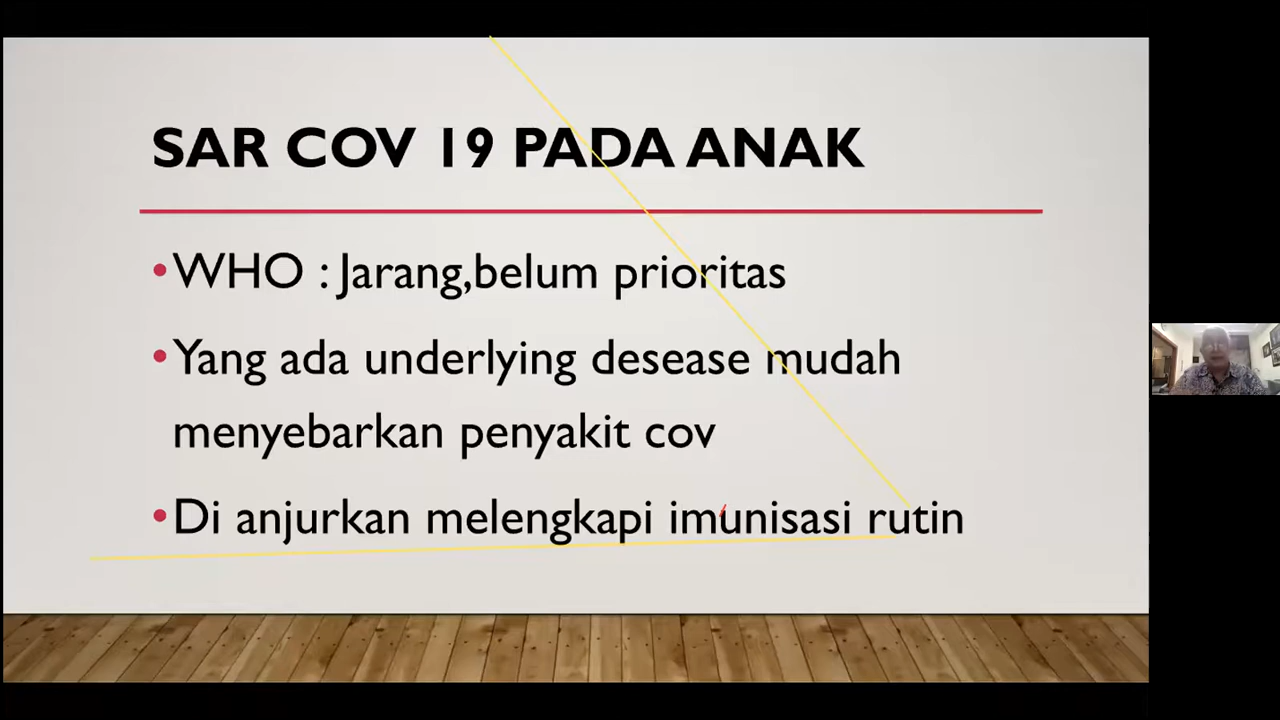 SAR COV 19 PADA ANAK
•WHO : Jarang,belum prioritas
•Yang ada underlying desease mudah
menyebarkan penyakit cov
•Di anjurkan melengkapi imunisasi rutin